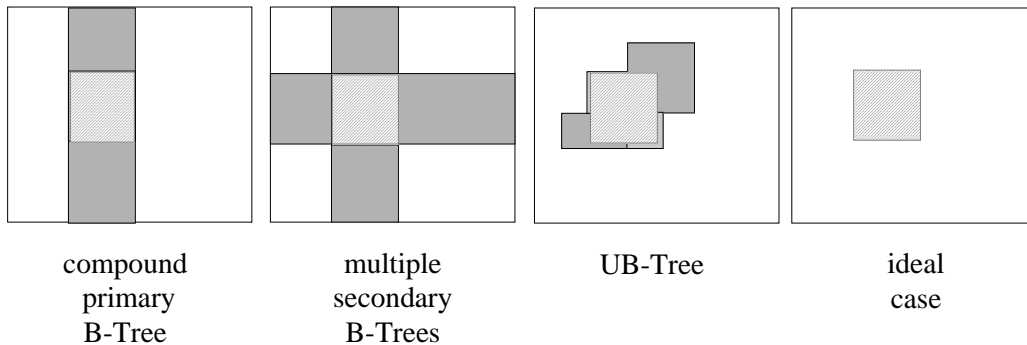 compound
primary
B-Tree
multiple
secondary
B-Trees
UB-Tree
ideal
case